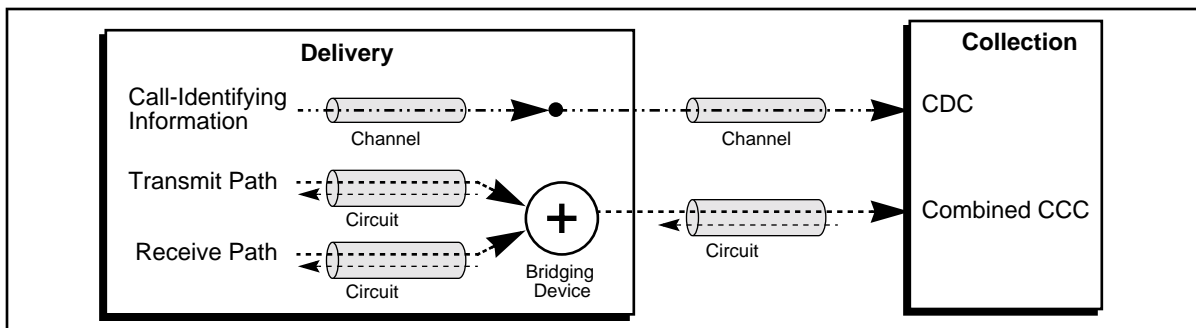 Delivery
Collection
Call-Identifying
Information
Channel
Channel
CDC
Transmit Path
Circuit
+
Combined CCC
Circuit
Receive Path
Circuit
Bridging
Device